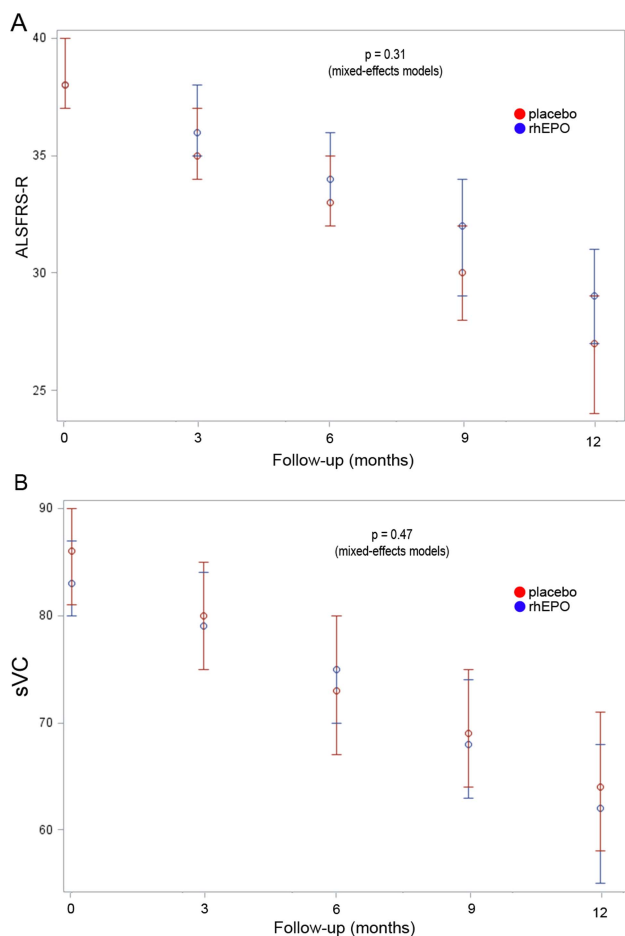 A
40
35
30
25
ALSFRS-R
p = 0.31
(mixed-effects models)
placebo
rhEPO
0 3 6 9 12
Follow-up (months)
B
90
80
70
60
sVC
p = 0.47
(mixed-effects models)
placebo
rhEPO
0 3 6 9 12
Follow-up (months)